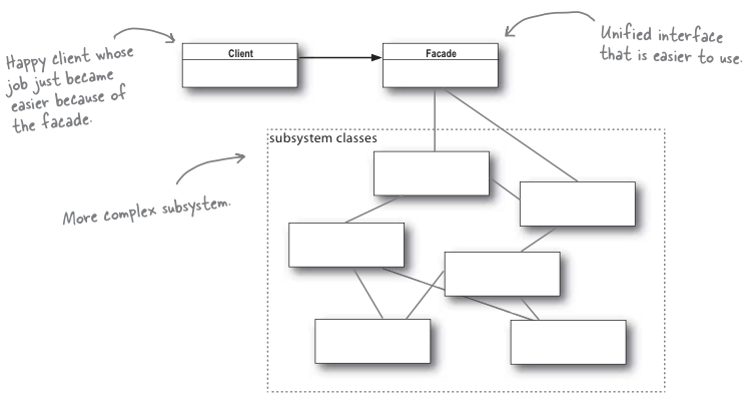 Happy client whose
job just became
easier because of
the facade.
Client
Facade
Unified interface
that is easier to use.
subsystem classes
More complex subsystem.